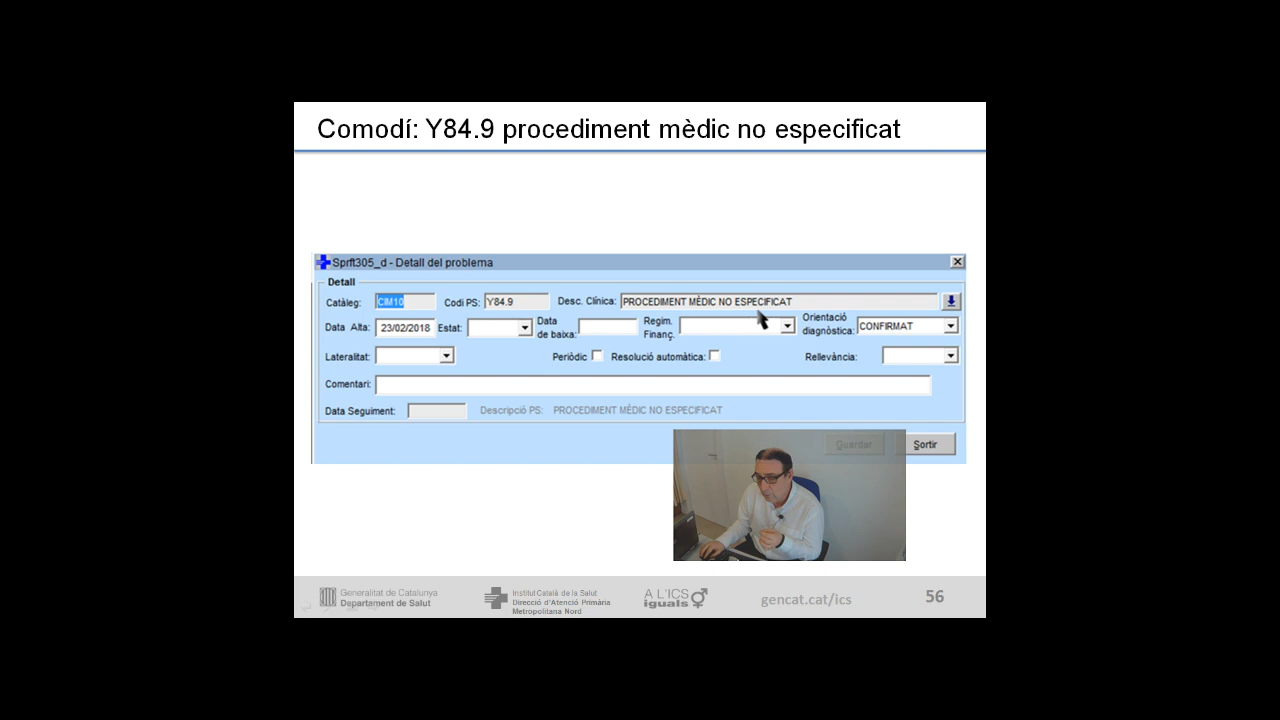 Comodí: Y84.9 procediment mèdic no especificat
Sprft305_d - Detall del problema
Detall
Catàleg: CIM10 Codi PS: Y84.9 Desc. Clínica: PROCEDIMENT MÈDIC NO ESPECIFICAT
Data Alta: 23/02/2018 Estat: Data de baixa: Regim. Finanç. Orientació diagnòstica: CONFIRMAT
Lateralitat: Periòdic Resolució automàtica: Rellevància:
Comentari:
Data Seguiment: Descripció PS: PROCEDIMENT MÈDIC NO ESPECIFICAT
Guardar Sortir
Generalitat de Catalunya
Departament de Salut
Institut Català de la Salut
Direcció d'Atenció Primària
Metropolitana Nord
A L'ICS
iguals
gencat.cat/ics
56